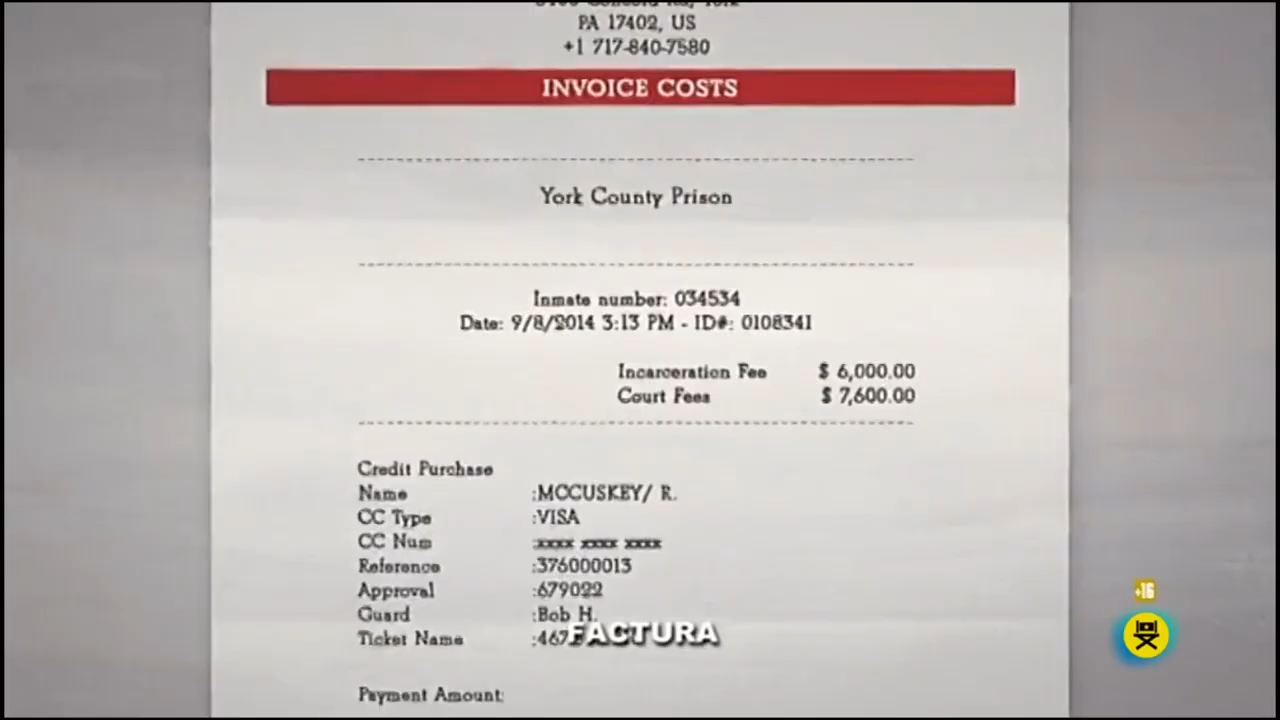 PA 17402, US
+1 717-840-7580
INVOICE COSTS
York County Prison
Inmate number: 034534
Date: 9/8/2014 3:13 PM - ID#: 0108341
Incarceration Fee $ 6,000.00
Court Fees $ 7,600.00
Credit Purchase
Name :MCCUSKEY/ R.
CC Type :VISA
CC Num :xxxx xxxx xxxx
Reference :376000013
Approval :679022
Guard :Bob H.
Ticket Name :467
FACTURA
Payment Amount:
+16